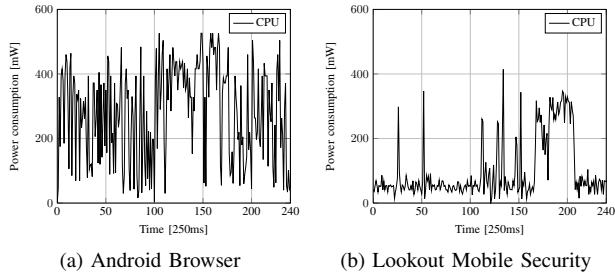 600
400
200
0
0
50
100
150
200
240
Time [250ms]
Power consumption [mW]
CPU
(a) Android Browser
600
400
200
0
0
50
100
150
200
240
Time [250ms]
Power consumption [mW]
CPU
(b) Lookout Mobile Security